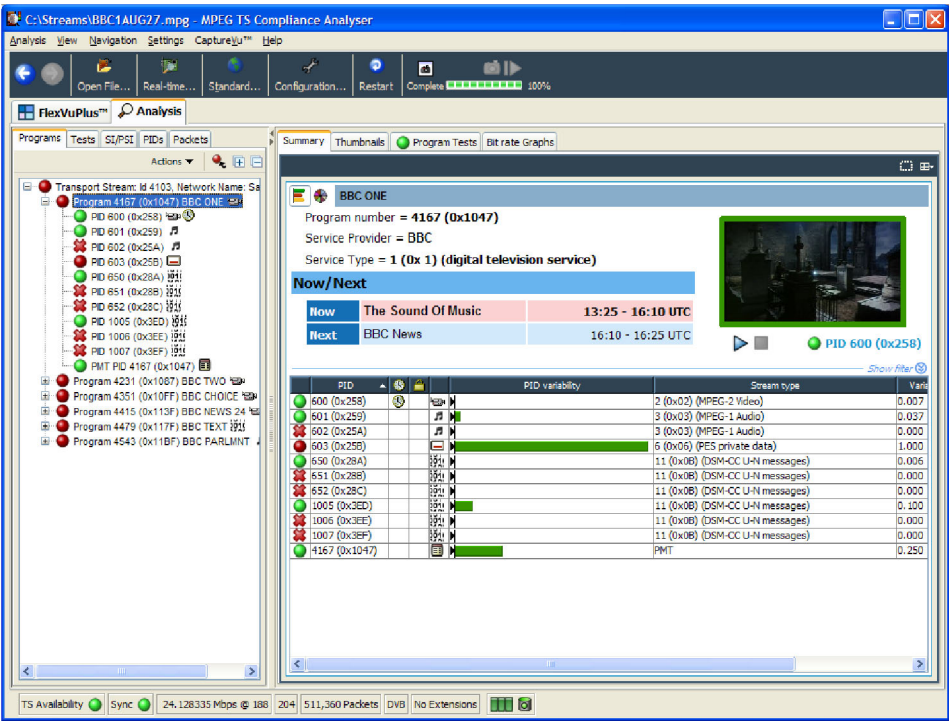 C:\Streams\BBC1AUG27.mpg - MPEG TS Compliance Analyser
Analysis View Navigation Settings CaptureVu™ Help
Open File... Real-time... Standard... Configuration... Restart Complete 100%
FlexVuPlus™ Analysis
Programs Tests SI/PSI PIDs Packets
Actions
Transport Stream: Id 4103, Network Name: Sa
Program 4167 (0x1047) BBC ONE
PID 600 (0x258)
PID 601 (0x259)
PID 602 (0x25A)
PID 603 (0x25B)
PID 650 (0x28A)
PID 651 (0x28B)
PID 652 (0x28C)
PID 1005 (0x3ED)
PID 1006 (0x3EE)
PID 1007 (0x3EF)
PMT PID 4167 (0x1047)
Program 4231 (0x1087) BBC TWO
Program 4351 (0x10FF) BBC CHOICE
Program 4415 (0x113F) BBC NEWS 24
Program 4479 (0x117F) BBC TEXT
Program 4543 (0x11BF) BBC PARLMNT
Summary Thumbnails Program Tests Bit rate Graphs
BBC ONE
Program number = 4167 (0x1047)
Service Provider = BBC
Service Type = 1 (0x 1) (digital television service)
Now/Next
Now The Sound Of Music 13:25 - 16:10 UTC
Next BBC News 16:10 - 16:25 UTC
PID 600 (0x258)
Show filter
PID PID variability Stream type Varia
600 (0x258) 2 (0x02) (MPEG-2 Video) 0.007
601 (0x259) 3 (0x03) (MPEG-1 Audio) 0.037
602 (0x25A) 3 (0x03) (MPEG-1 Audio) 0.000
603 (0x25B) 6 (0x06) (PES private data) 1.000
650 (0x28A) 11 (0x0B) (DSM-CC U-N messages) 0.006
651 (0x28B) 11 (0x0B) (DSM-CC U-N messages) 0.000
652 (0x28C) 11 (0x0B) (DSM-CC U-N messages) 0.000
1005 (0x3ED) 11 (0x0B) (DSM-CC U-N messages) 0.100
1006 (0x3EE) 11 (0x0B) (DSM-CC U-N messages) 0.000
1007 (0x3EF) 11 (0x0B) (DSM-CC U-N messages) 0.000
4167 (0x1047) PMT 0.250
TS Availability Sync 24.128335 Mbps @ 188 204 511,360 Packets DVB No Extensions